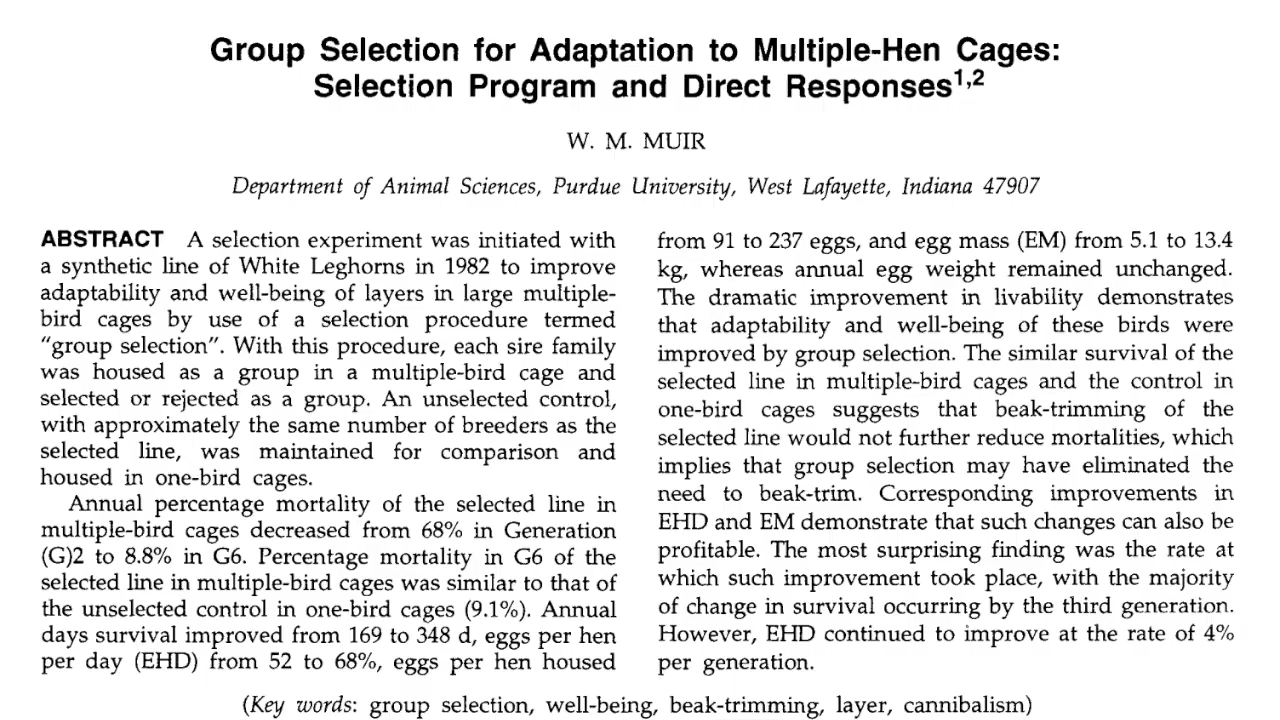 Group Selection for Adaptation to Multiple-Hen Cages:
Selection Program and Direct Responses1,2
W. M. MUIR
Department of Animal Sciences, Purdue University, West Lafayette, Indiana 47907
ABSTRACT A selection experiment was initiated with
a synthetic line of White Leghorns in 1982 to improve
adaptability and well-being of layers in large multiple-
bird cages by use of a selection procedure termed
"group selection". With this procedure, each sire family
was housed as a group in a multiple-bird cage and
selected or rejected as a group. An unselected control,
with approximately the same number of breeders as the
selected line, was maintained for comparison and
housed in one-bird cages.
Annual percentage mortality of the selected line in
multiple-bird cages decreased from 68% in Generation
(G)2 to 8.8% in G6. Percentage mortality in G6 of the
selected line in multiple-bird cages was similar to that of
the unselected control in one-bird cages (9.1%). Annual
days survival improved from 169 to 348 d, eggs per hen
per day (EHD) from 52 to 68%, eggs per hen housed
from 91 to 237 eggs, and egg mass (EM) from 5.1 to 13.4
kg, whereas annual egg weight remained unchanged.
The dramatic improvement in livability demonstrates
that adaptability and well-being of these birds were
improved by group selection. The similar survival of the
selected line in multiple-bird cages and the control in
one-bird cages suggests that beak-trimming of the
selected line would not further reduce mortalities, which
implies that group selection may have eliminated the
need to beak-trim. Corresponding improvements in
EHD and EM demonstrate that such changes can also be
profitable. The most surprising finding was the rate at
which such improvement took place, with the majority
of change in survival occurring by the third generation.
However, EHD continued to improve at the rate of 4%
per generation.
(Key words: group selection, well-being, beak-trimming, layer, cannibalism)